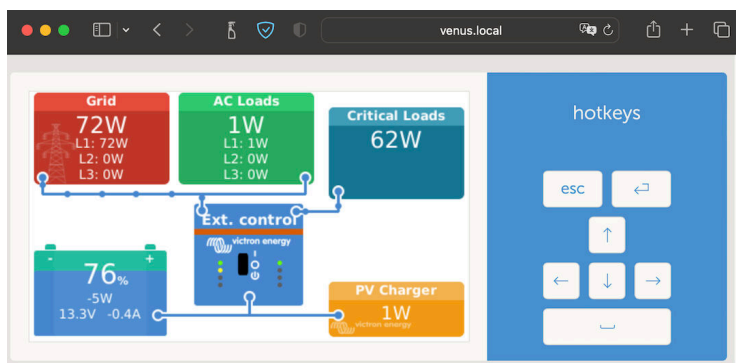 venus.local
Grid
72W
L1: 72W
L2: 0W
L3: 0W
AC Loads
1W
L1: 1W
L2: 0W
L3: 0W
Critical Loads
62W
Ext. control
victron energy
I
O
76%
-5W
13.3V -0.4A
- +
PV Charger
1W
victron energy
hotkeys
esc